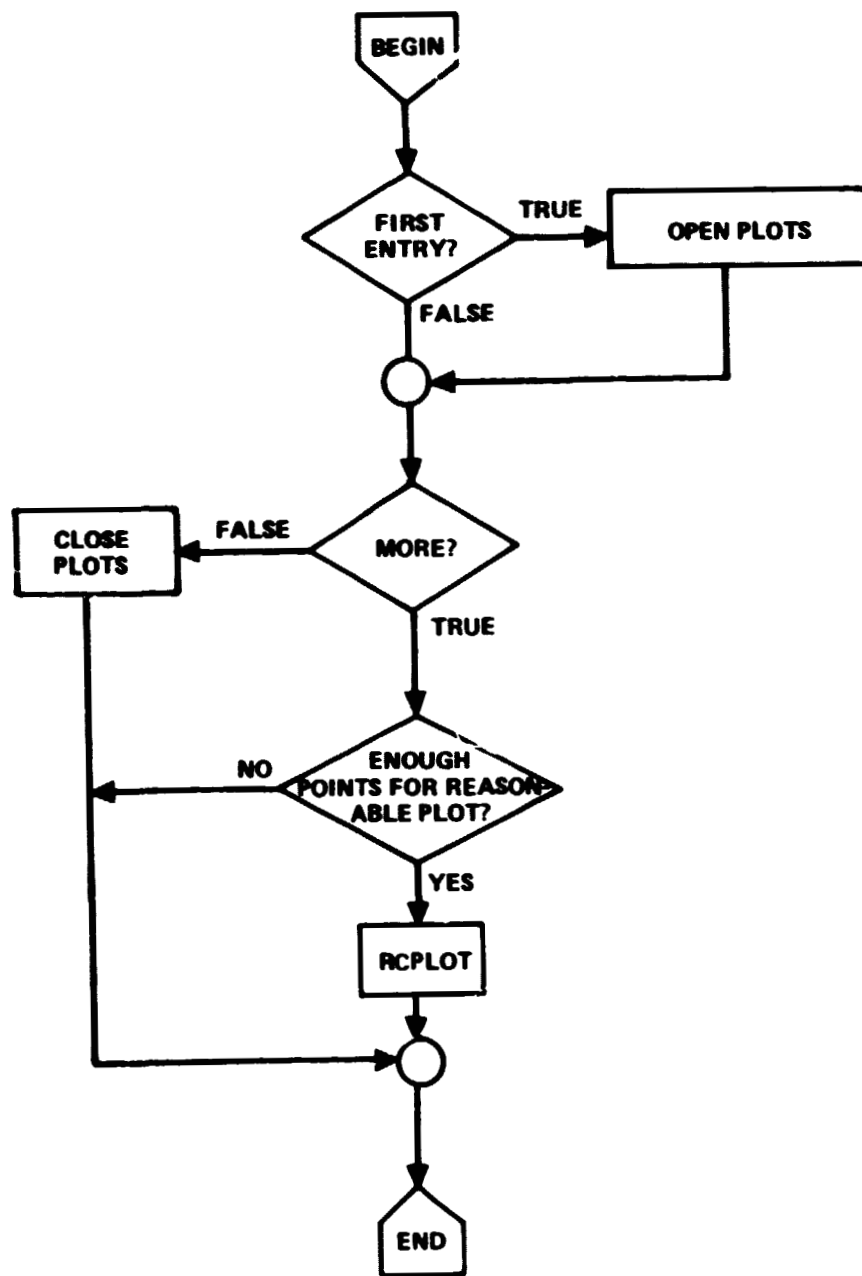 BEGIN
FIRST
ENTRY?
TRUE
OPEN PLOTS
FALSE
MORE?
FALSE
CLOSE
PLOTS
TRUE
ENOUGH
POINTS FOR REASON-
ABLE PLOT?
NO
YES
RCPLOT
END